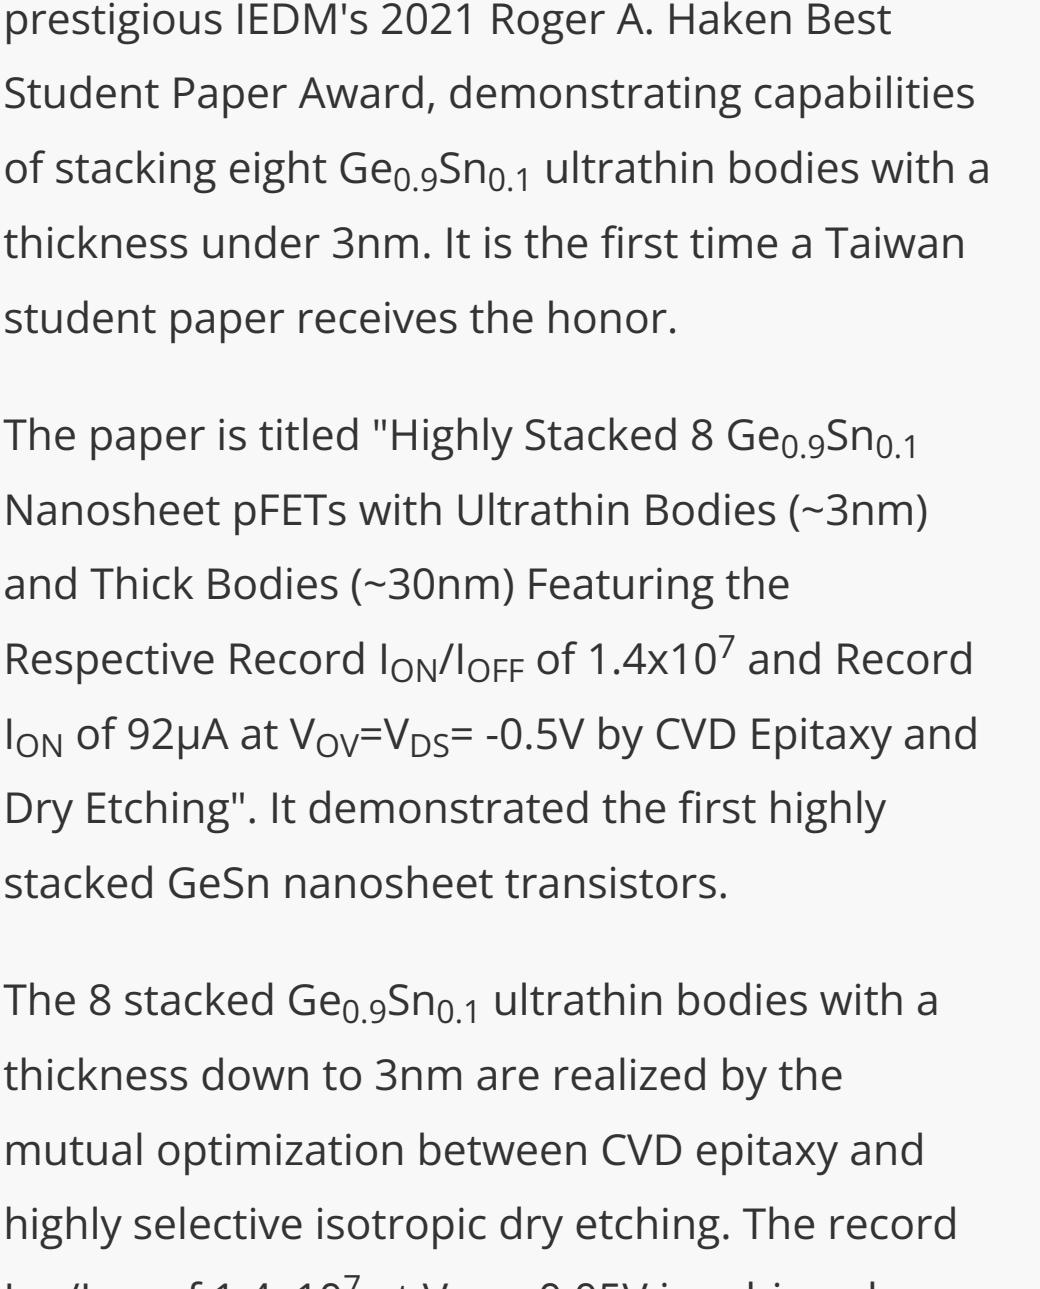 prestigious IEDM's 2021 Roger A. Haken Best
Student Paper Award, demonstrating capabilities
of stacking eight Ge0.9Sn0.1 ultrathin bodies with a
thickness under 3nm. It is the first time a Taiwan
student paper receives the honor.
The paper is titled "Highly Stacked 8 Ge0.9Sn0.1
Nanosheet pFETs with Ultrathin Bodies (~3nm)
and Thick Bodies (~30nm) Featuring the
Respective Record ION/IOFF of 1.4x10⁷ and Record
ION of 92μA at VOV=VDS= -0.5V by CVD Epitaxy and
Dry Etching". It demonstrated the first highly
stacked GeSn nanosheet transistors.
The 8 stacked Ge0.9Sn0.1 ultrathin bodies with a
thickness down to 3nm are realized by the
mutual optimization between CVD epitaxy and
highly selective isotropic dry etching. The record